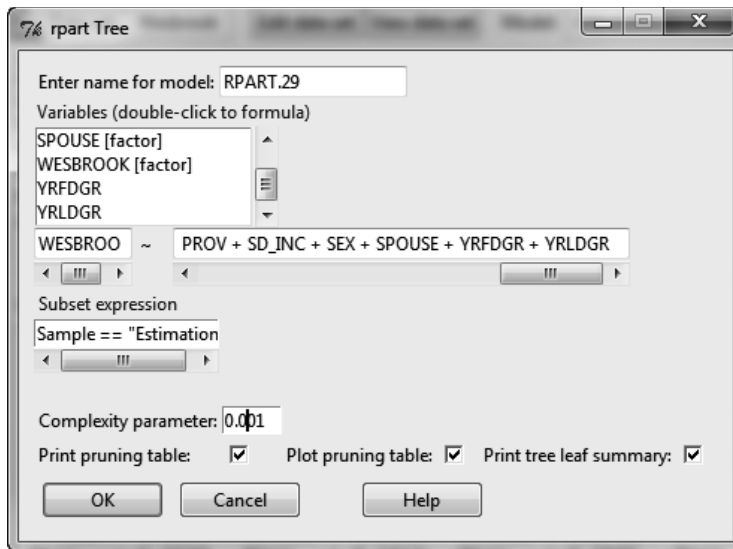 rpart Tree
Enter name for model: RPART.29
Variables (double-click to formula)
SPOUSE [factor]
WESBROOK [factor]
YRFDGR
YRLDGR
WESBROO ~ PROV + SD_INC + SEX + SPOUSE + YRFDGR + YRLDGR
Subset expression
Sample == "Estimation
Complexity parameter: 0.001
Print pruning table: Plot pruning table: Print tree leaf summary:
OK Cancel Help